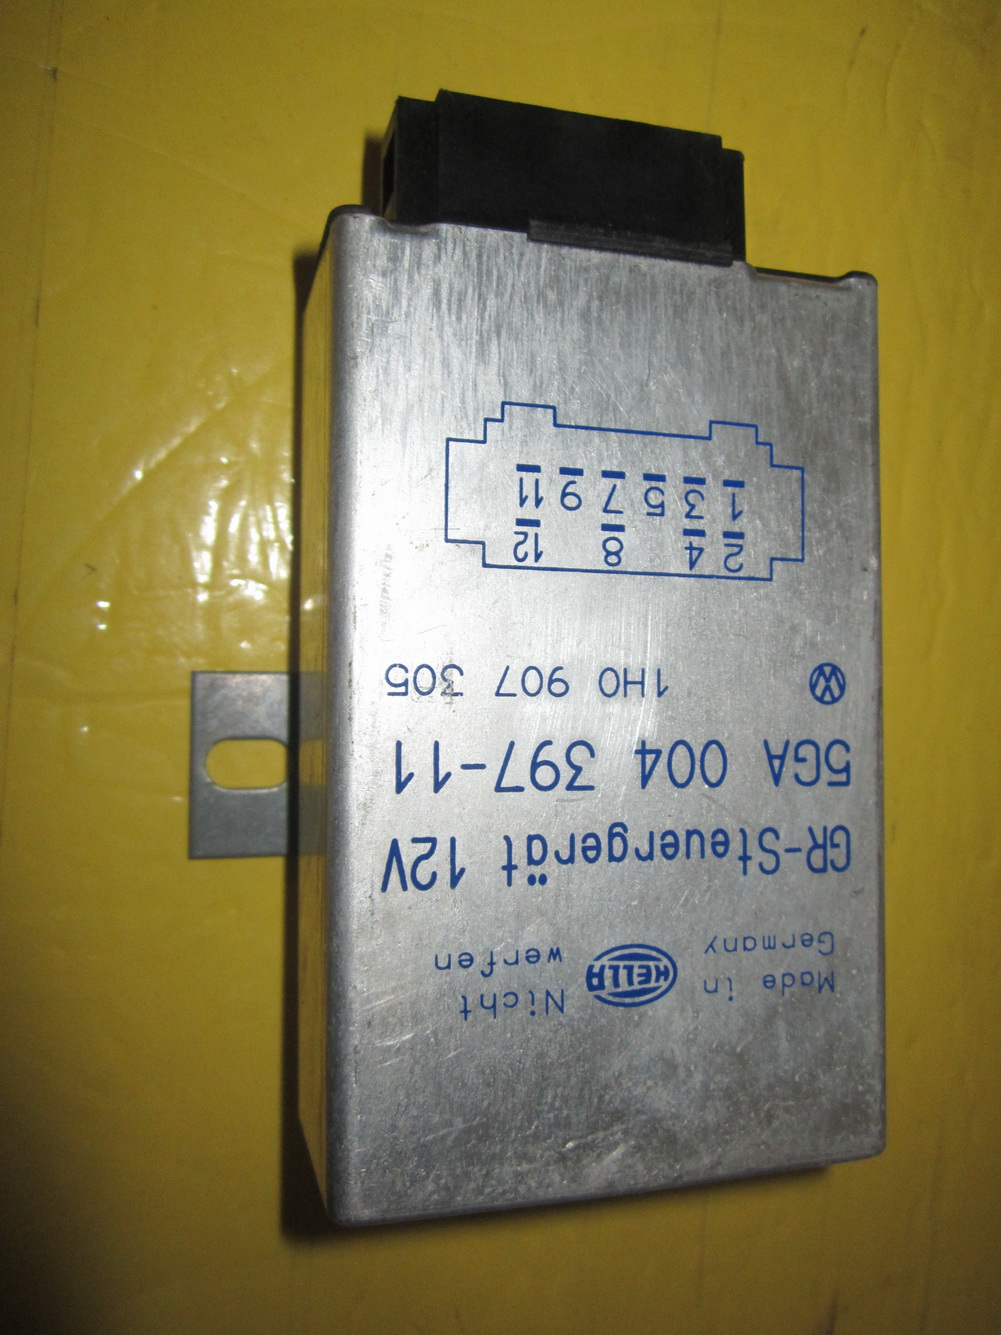 Made in
Germany
HELLA
Nicht
werfen
GR-Steuergerät 12V
5GA 004 397-11
VW 1H0 907 305
2 4 8 12
1 3 5 7 9 11